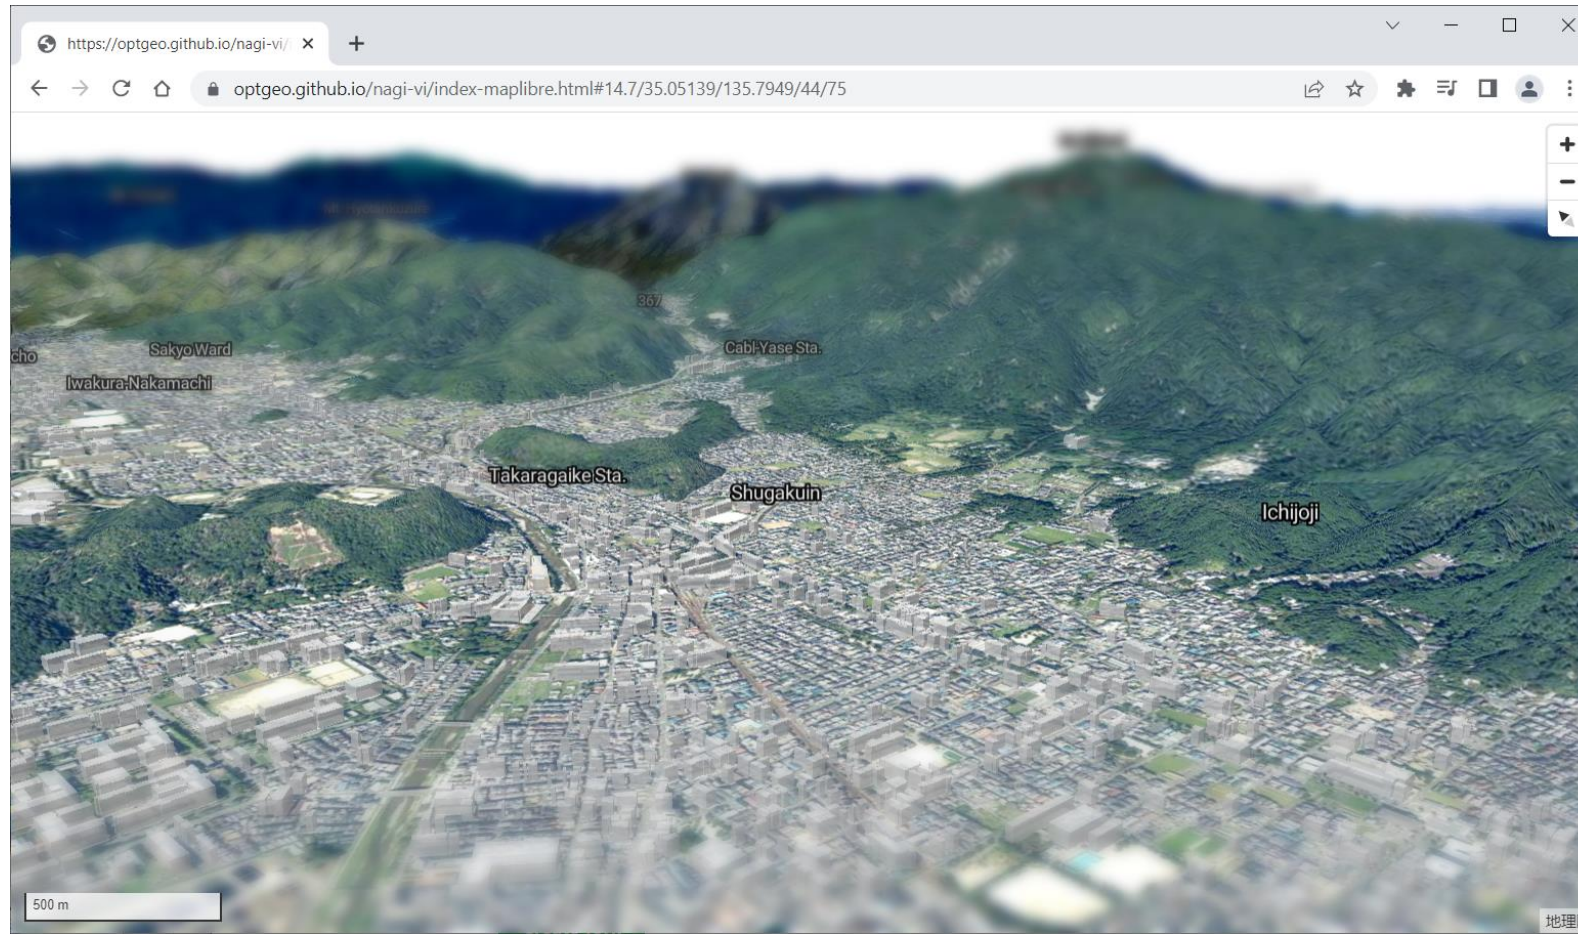 https://optgeo.github.io/nagi-vi/
optgeo.github.io/nagi-vi/index-maplibre.html#14.7/35.05139/135.7949/44/75
367
cho
Sakyo Ward
Cabl-Yase Sta.
Iwakura-Nakamachi
Takaragaike Sta.
Shugakuin
Ichijoji
500 m
地理